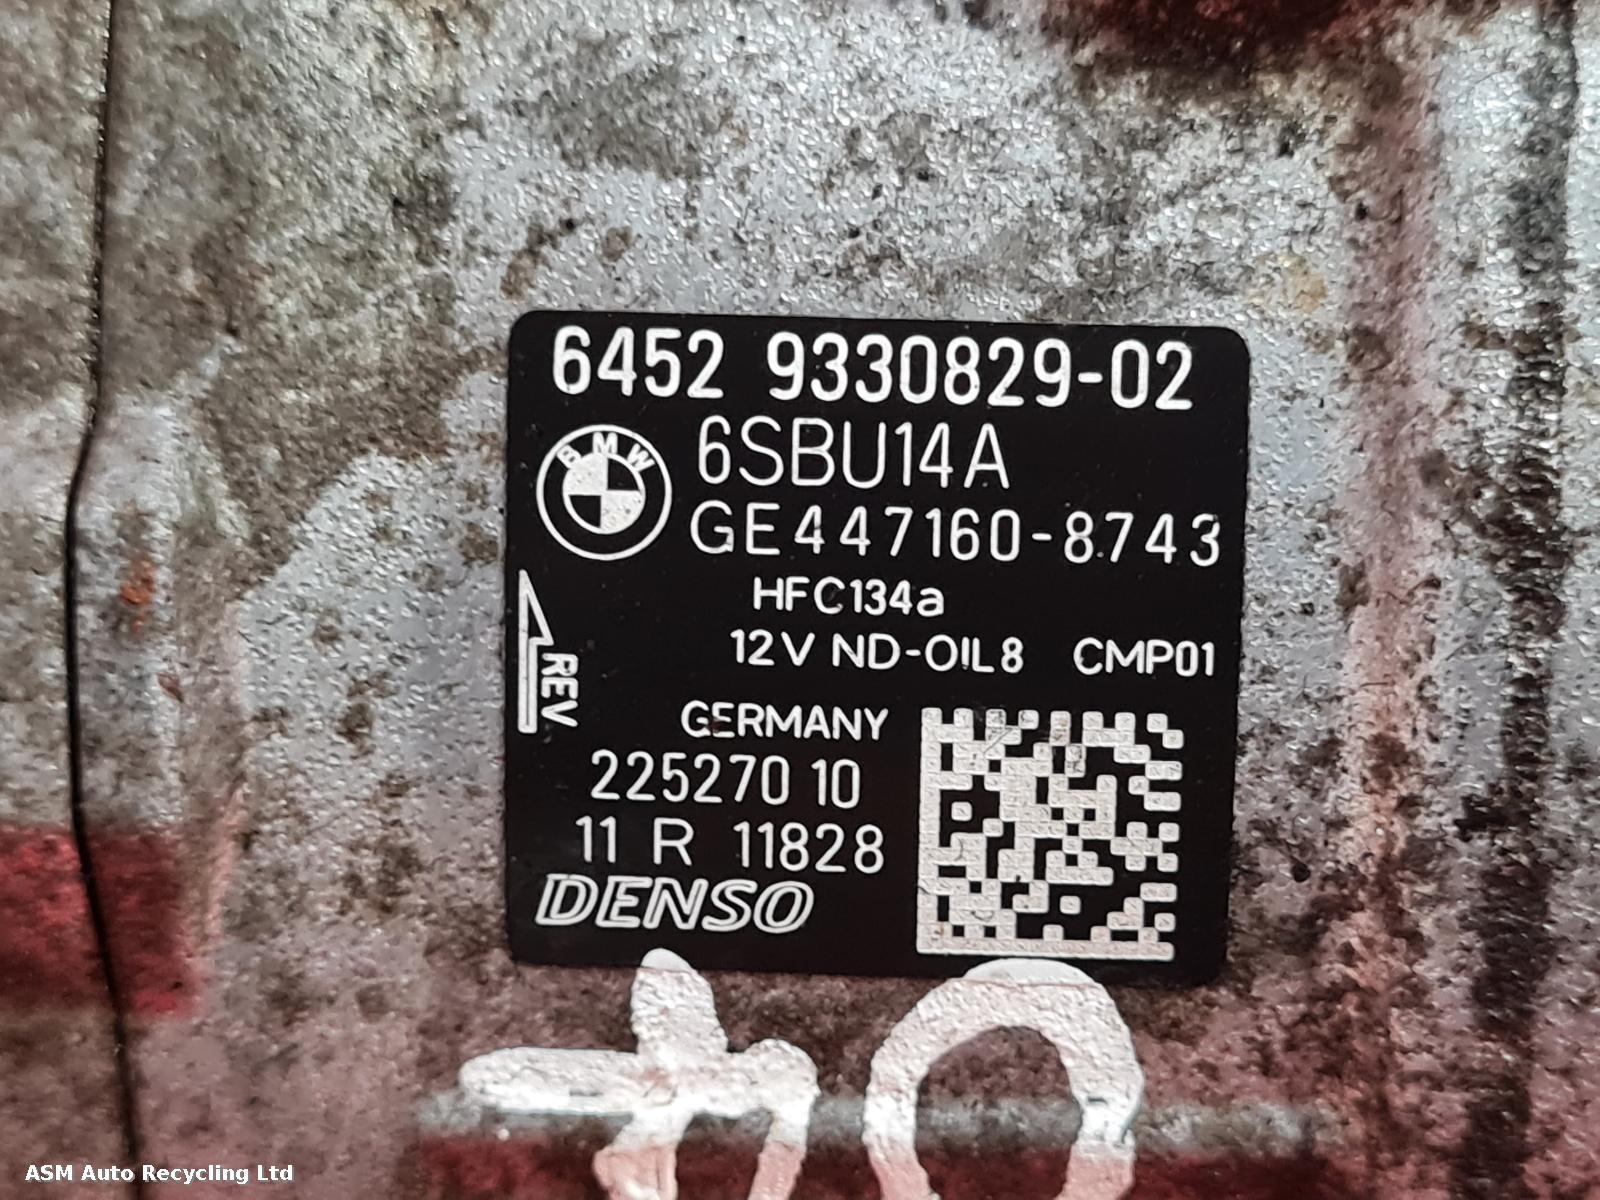 6452 9330829-02
BMW
6SBU14A
GE447160-8743
HFC134a
12V ND-OIL8 CMP01
REV
GERMANY
225270 10
11 R 11828
DENSO
ASM Auto Recycling Ltd